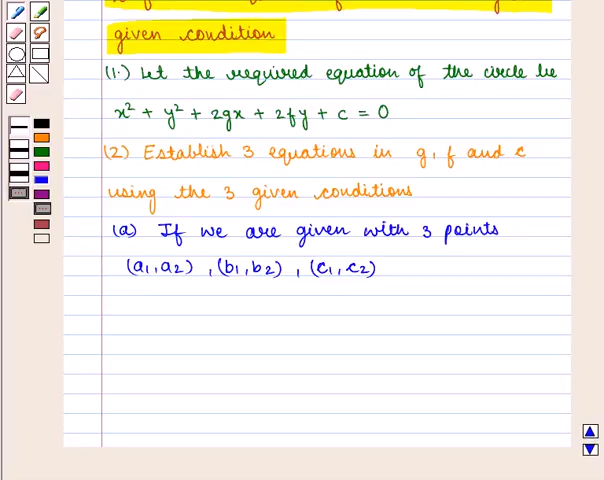 given condition
(1.) Let the required equation of the circle be
x² + y² + 2gx + 2fy + c = 0
(2) Establish 3 equations in g, f and c
using the 3 given conditions
(a) If we are given with 3 points
(a1, a2) , (b1, b2) , (c1, c2)